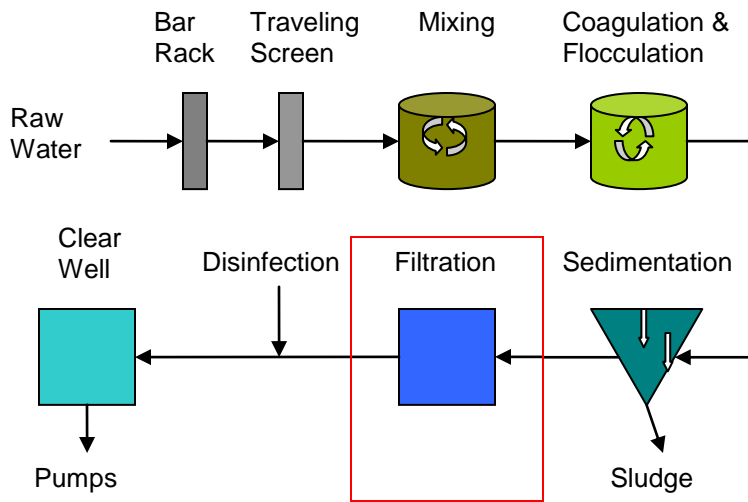 Bar
Rack
Traveling
Screen
Mixing
Coagulation &
Flocculation
Raw
Water
Clear
Well
Disinfection
Filtration
Sedimentation
Pumps
Sludge